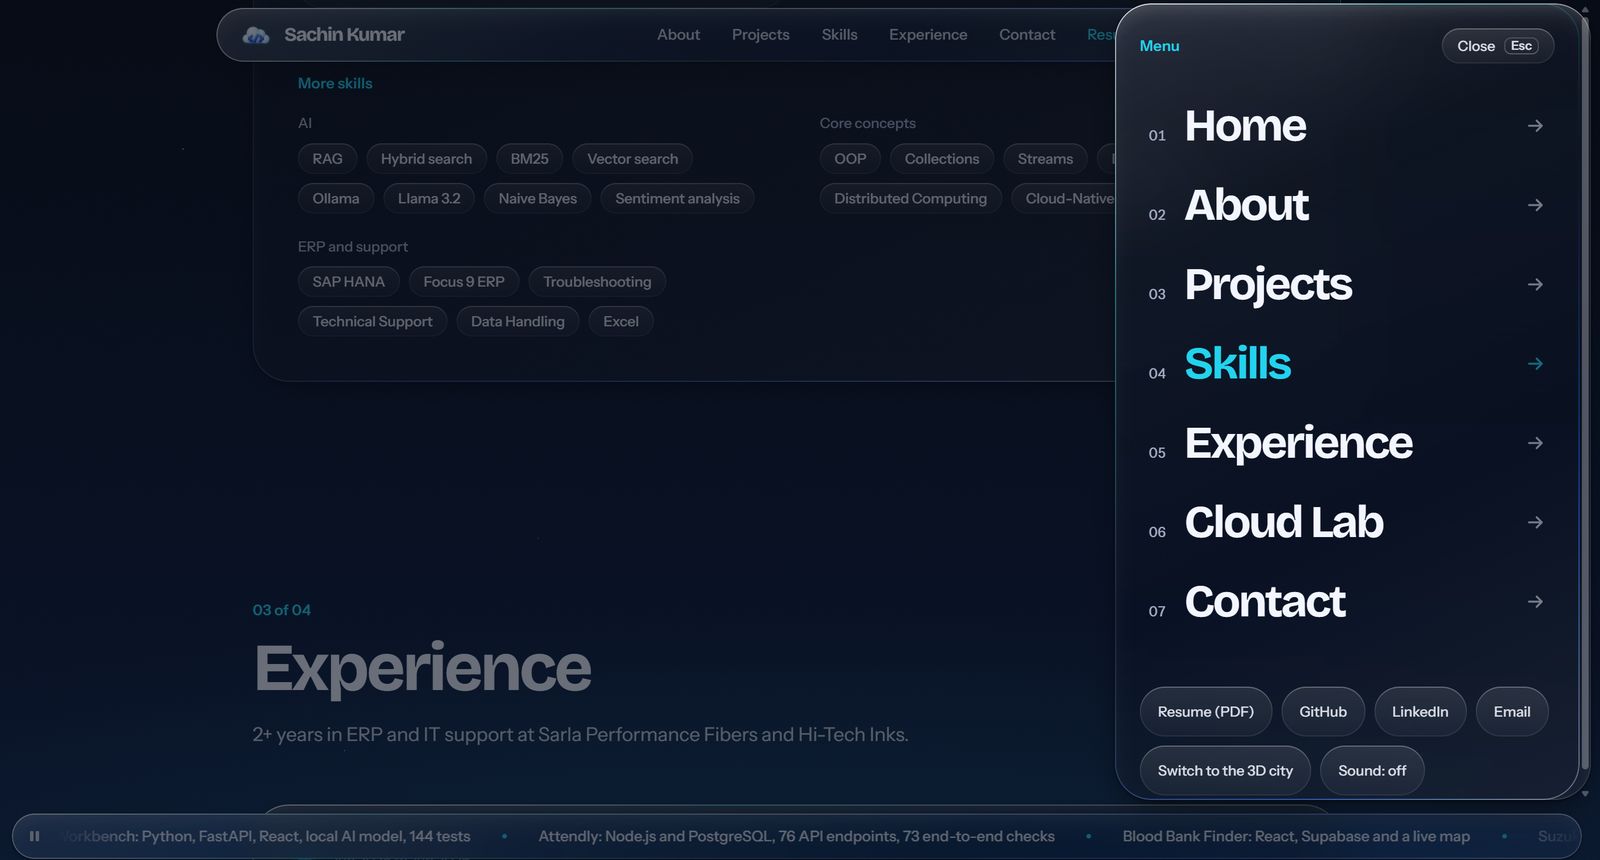 Sachin Kumar
About Projects Skills Experience Contact
More skills
AI
RAG Hybrid search BM25 Vector search
Ollama Llama 3.2 Naive Bayes Sentiment analysis
Core concepts
OOP Collections Streams
Distributed Computing Cloud-Native
ERP and support
SAP HANA Focus 9 ERP Troubleshooting
Technical Support Data Handling Excel
03 of 04
Experience
2+ years in ERP and IT support at Sarla Performance Fibers and Hi-Tech Inks.
Menu
Close Esc
01 Home
02 About
03 Projects
04 Skills
05 Experience
06 Cloud Lab
07 Contact
Resume (PDF) GitHub LinkedIn Email
Switch to the 3D city Sound: off
Python, FastAPI, React, local AI model, 144 tests • Attendly: Node.js and PostgreSQL, 76 API endpoints, 73 end-to-end checks • Blood Bank Finder: React, Supabase and a live map •